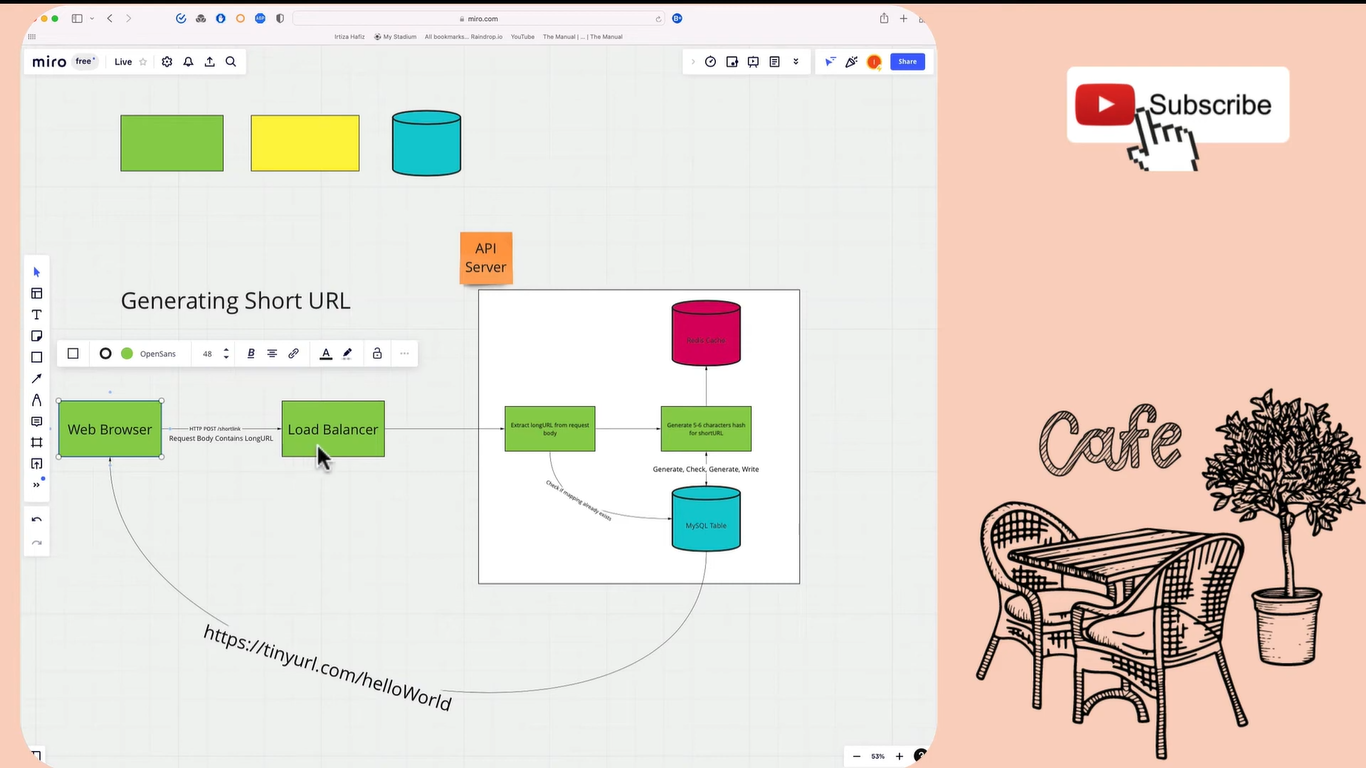 miro.com
Irtiza Hafiz
My Stadium
All bookmarks... Raindrop.io
YouTube
The Manual | ... | The Manual
miro
free
Live
Share
Subscribe
API
Server
Generating Short URL
OpenSans
48
B
A
Redis Cache
Web Browser
HTTP POST /shortlink
Request Body Contains LongURL
Load Balancer
Extract longURL from request
body
Generate 5-6 characters hash
for shortURL
Generate, Check, Generate, Write
Check if mapping already exists
MySQL Table
https://tinyurl.com/helloWorld
53%
Cafe